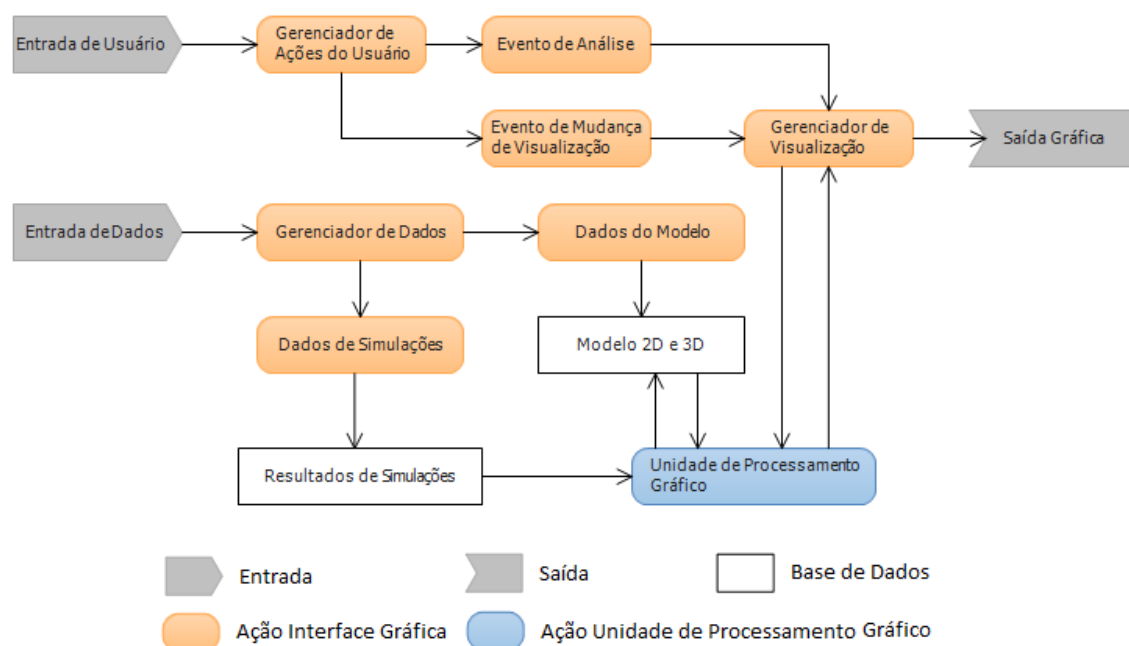 Entrada de Usuário
Gerenciador de
Ações do Usuário
Evento de Análise
Evento de Mudança
de Visualização
Gerenciador de
Visualização
Saída Gráfica
Entrada de Dados
Gerenciador de Dados
Dados do Modelo
Dados de Simulações
Modelo 2D e 3D
Resultados de Simulações
Unidade de Processamento
Gráfico
Entrada
Saída
Base de Dados
Ação Interface Gráfica
Ação Unidade de Processamento Gráfico